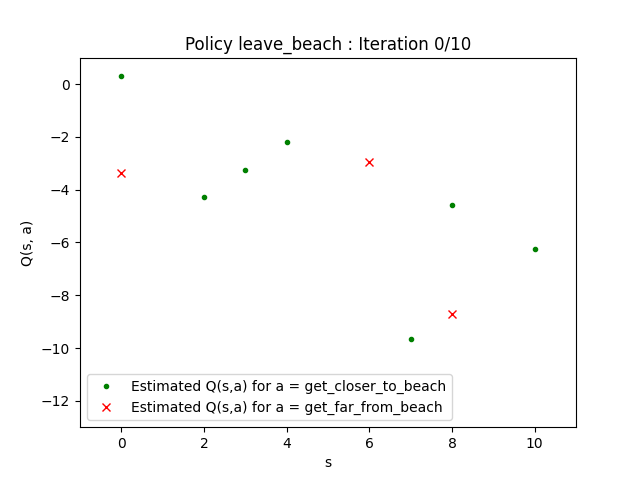 Policy leave_beach : Iteration 0/10
Q(s, a)
0
−2
−4
−6
−8
−10
−12
Estimated Q(s,a) for a = get_closer_to_beach
Estimated Q(s,a) for a = get_far_from_beach
0 2 4 6 8 10
s